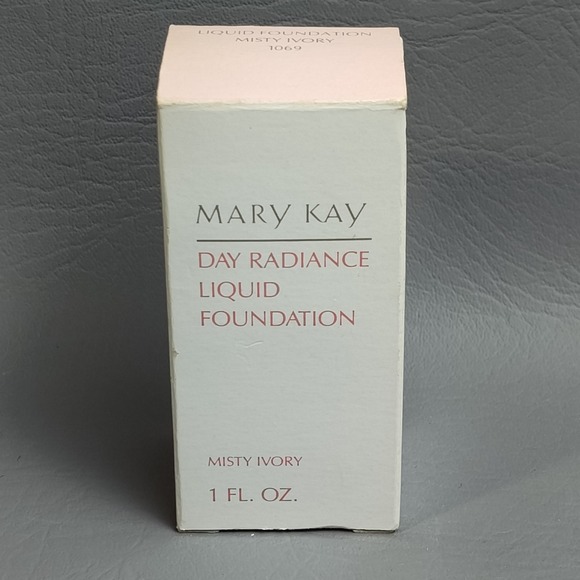 LIQUID FOUNDATION
MISTY IVORY
1069
MARY KAY
DAY RADIANCE
LIQUID
FOUNDATION
MISTY IVORY
1 FL. OZ.